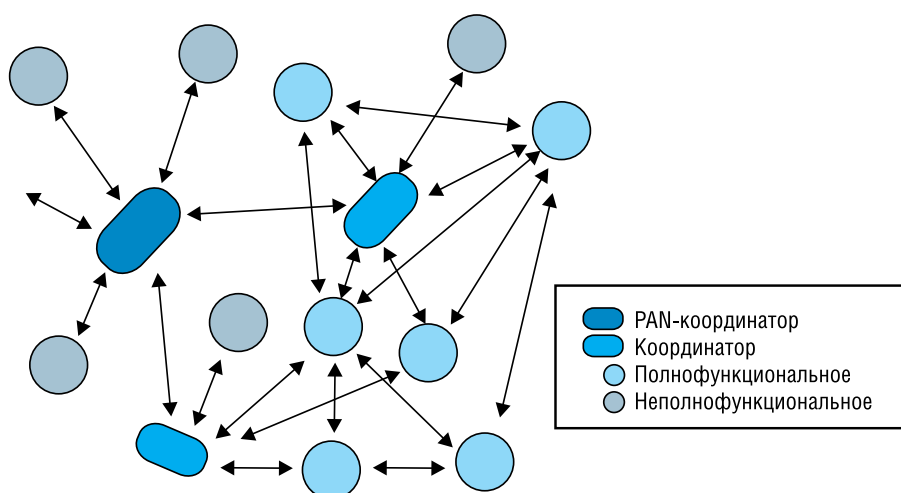 PAN-координатор
Координатор
Полнофункциональное
Неполнофункциональное